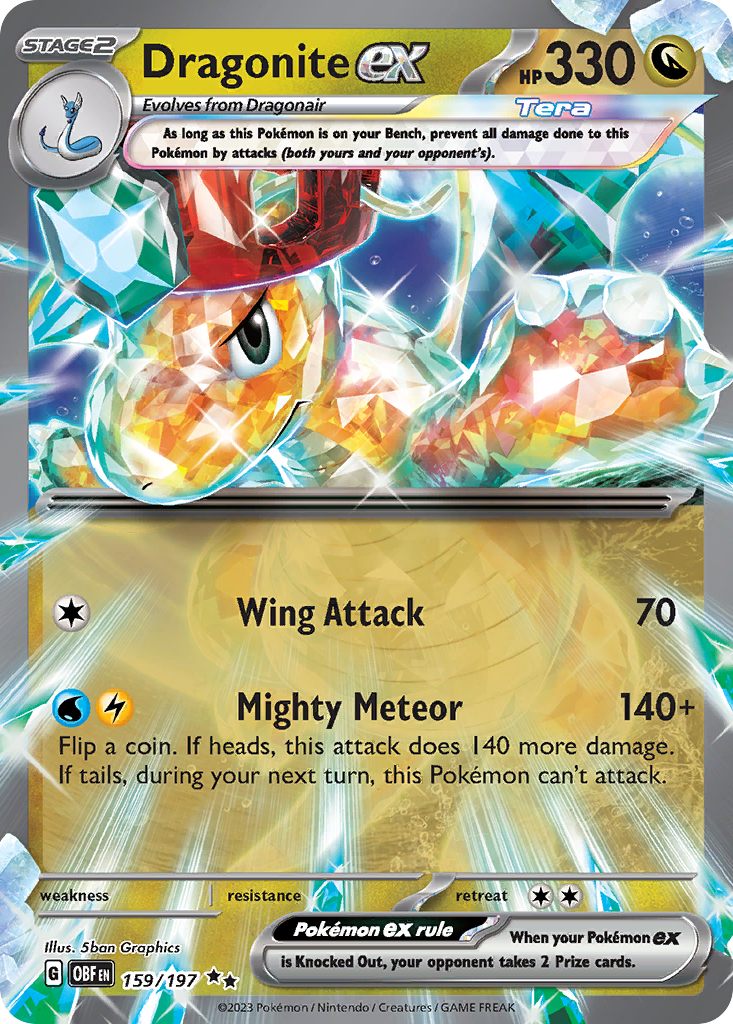 STAGE2
Dragonite ex
HP 330
Evolves from Dragonair
Tera
As long as this Pokémon is on your Bench, prevent all damage done to this
Pokémon by attacks (both yours and your opponent's).
Wing Attack 70
Mighty Meteor 140+
Flip a coin. If heads, this attack does 140 more damage.
If tails, during your next turn, this Pokémon can't attack.
weakness resistance retreat
Illus. 5ban Graphics
Pokémon ex rule
When your Pokémon ex
is Knocked Out, your opponent takes 2 Prize cards.
G OBF EN 159/197 ★★
©2023 Pokémon / Nintendo / Creatures / GAME FREAK